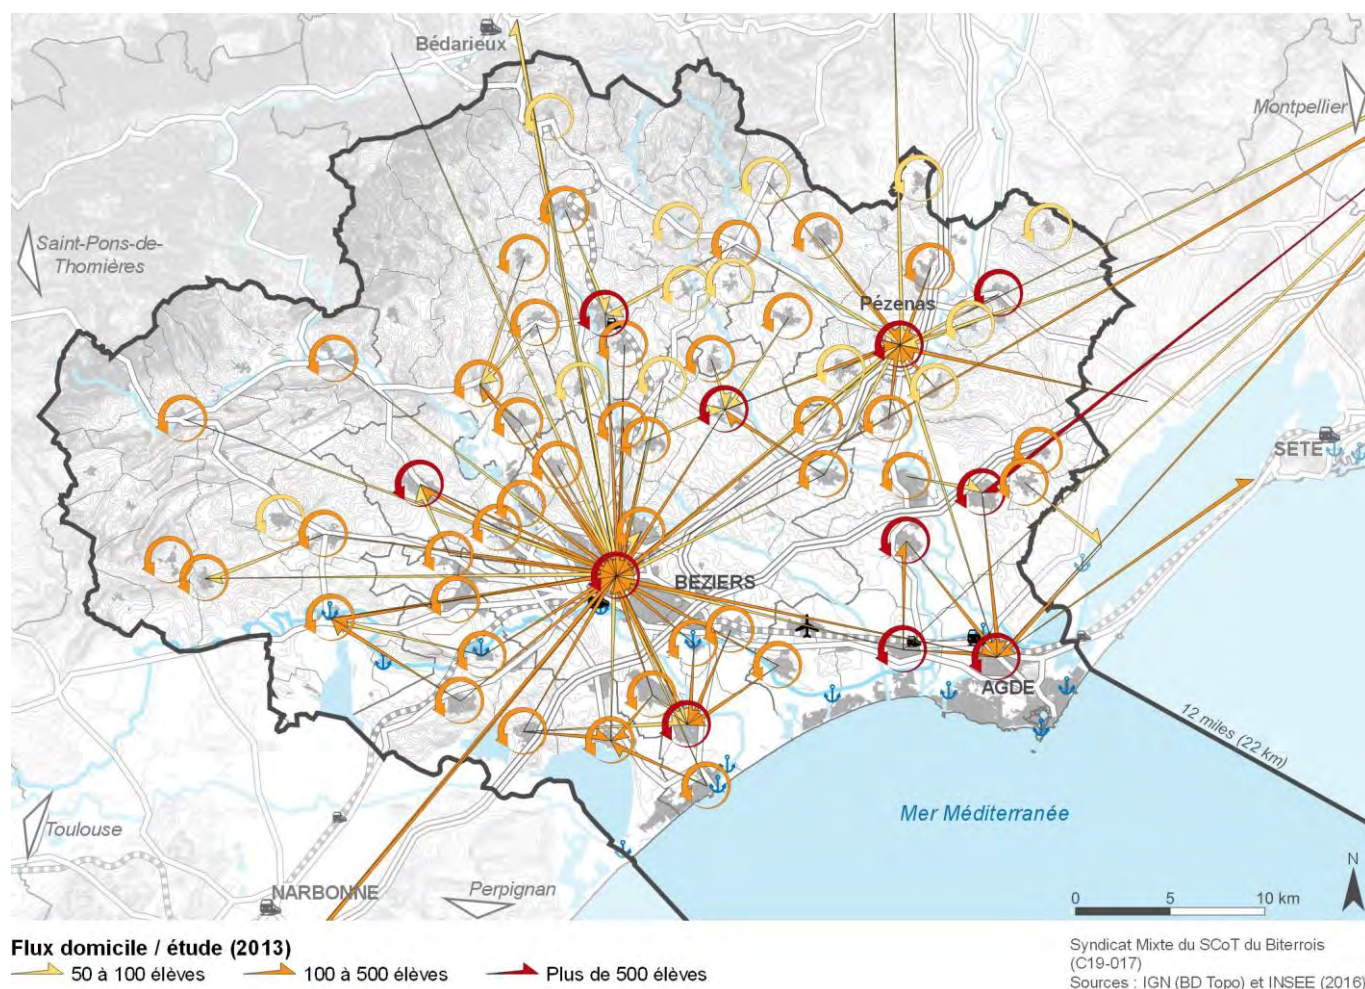 Bédarieux
Montpellier
Saint-Pons-de-
Thomières
Pézenas
SETE
BEZIERS
AGDE
12 miles (22 km)
Mer Méditerranée
Toulouse
NARBONNE
Perpignan
N
0 5 10 km
Flux domicile / étude (2013)
50 à 100 élèves 100 à 500 élèves Plus de 500 élèves
Syndicat Mixte du SCoT du Biterrois
(C19-017)
Sources : IGN (BD Topo) et INSEE (2016)